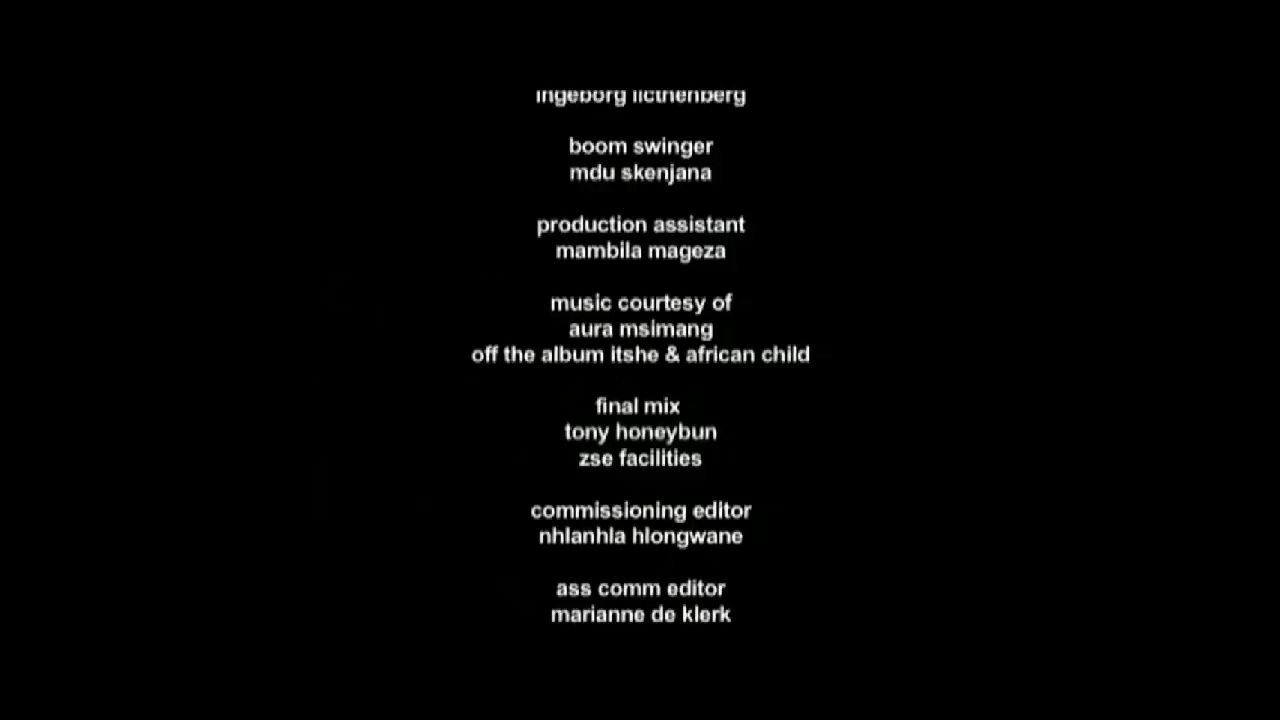 ingeborg licthenberg
boom swinger
mdu skenjana
production assistant
mambila mageza
music courtesy of
aura msimang
off the album itshe & african child
final mix
tony honeybun
zse facilities
commissioning editor
nhlanhla hlongwane
ass comm editor
marianne de klerk